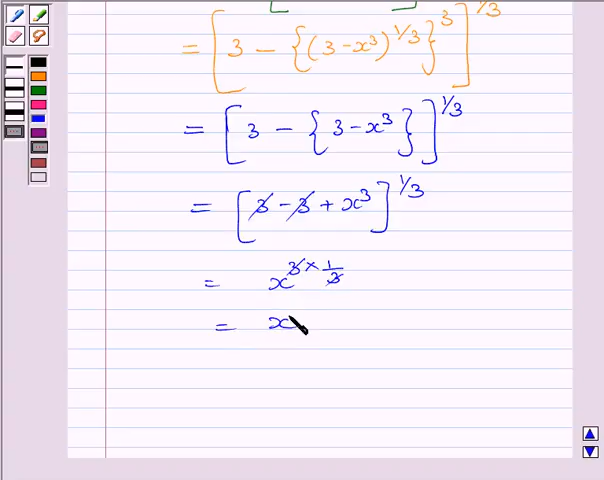 = [3 - {(3 - x³)^1/3}³]^1/3
= [3 - {3 - x³}]^1/3
= [3 - 3 + x³]^1/3
= x^3 × 1/3
= x